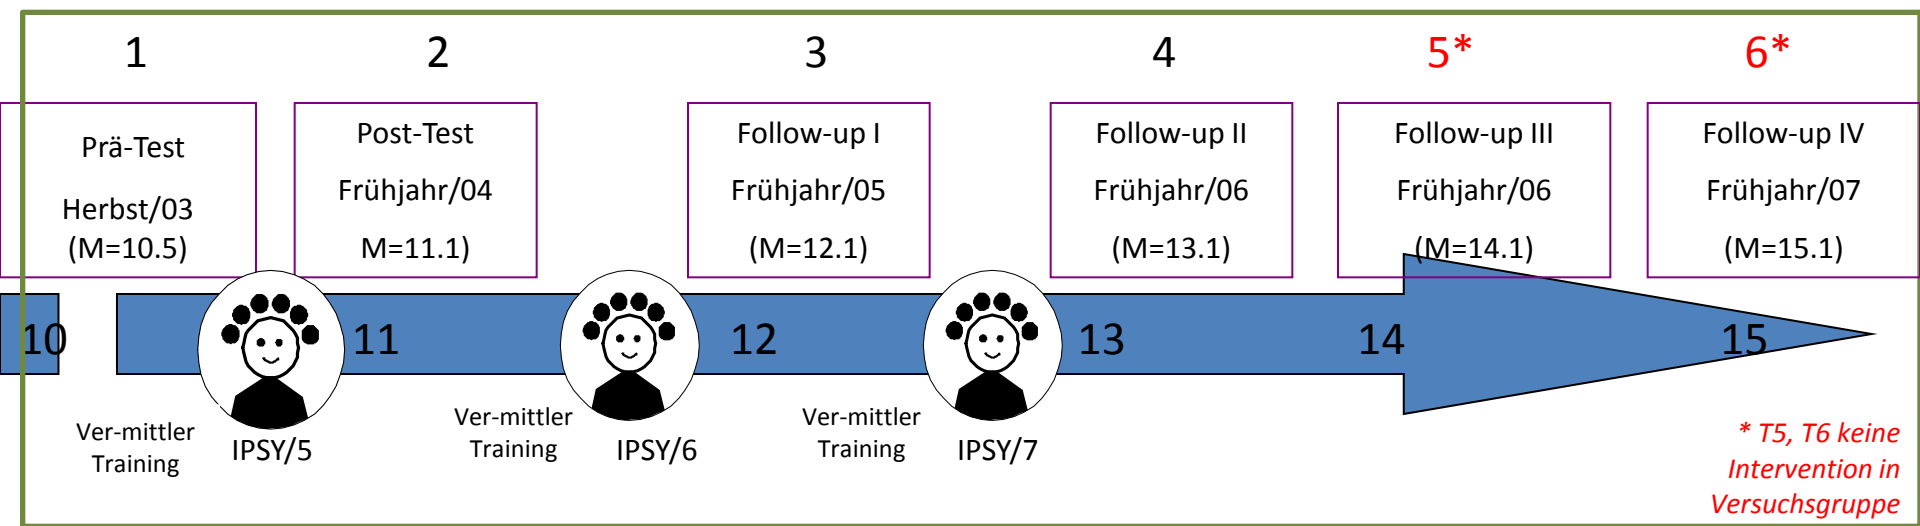 1
2
3
4
5*
6*
Prä-Test
Herbst/03
(M=10.5)
Post-Test
Frühjahr/04
M=11.1)
Follow-up I
Frühjahr/05
(M=12.1)
Follow-up II
Frühjahr/06
(M=13.1)
Follow-up III
Frühjahr/06
(M=14.1)
Follow-up IV
Frühjahr/07
(M=15.1)
10
11
12
13
14
15
Ver-mittler
Training
IPSY/5
Ver-mittler
Training
IPSY/6
Ver-mittler
Training
IPSY/7
* T5, T6 keine
Intervention in
Versuchsgruppe